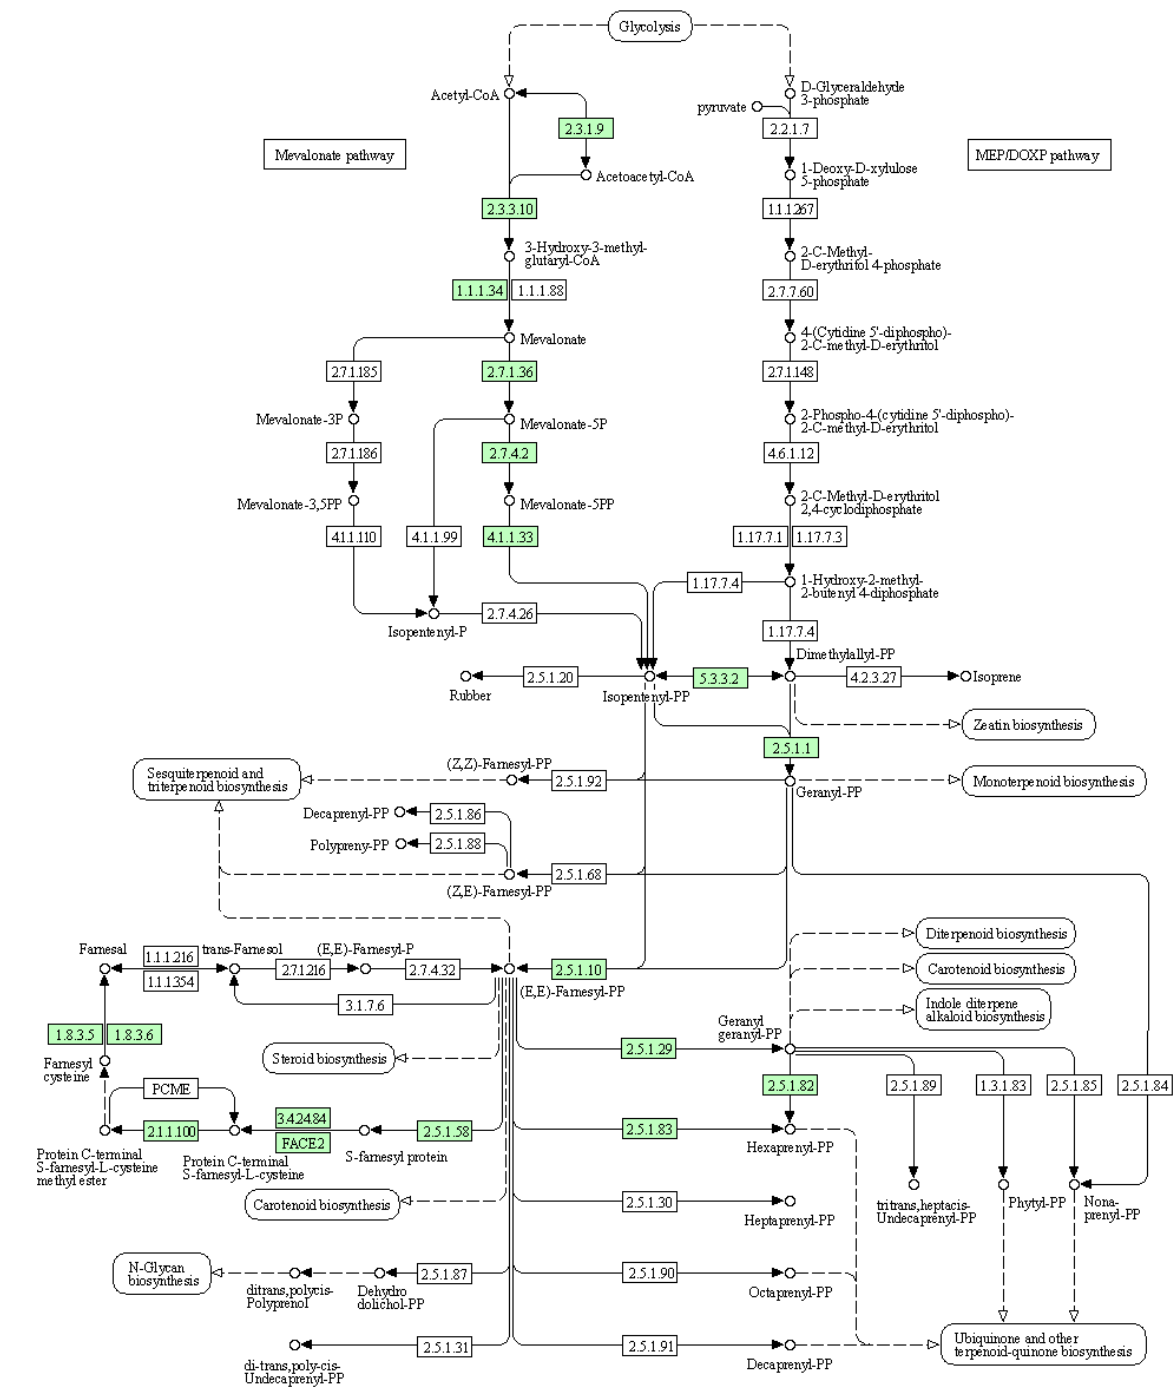 Glycolysis
Acetyl-CoA
pyruvate
D-Glyceraldehyde
3-phosphate
2.3.1.9
2.2.1.7
Mevalonate pathway
MEP/DOXP pathway
Acetoacetyl-CoA
1-Deoxy-D-xylulose
5-phosphate
2.3.3.10
1.1.1.267
3-Hydroxy-3-methyl-
glutaryl-CoA
2-C-Methyl-
D-erythritol 4-phosphate
1.1.1.34
1.1.1.88
2.7.7.60
Mevalonate
4-(Cytidine 5'-diphospho)-
2-C-methyl-D-erythritol
2.7.1.185
2.7.1.36
2.7.1.148
Mevalonate-3P
Mevalonate-5P
2-Phospho-4-(cytidine 5'-diphospho)-
2-C-methyl-D-erythritol
2.7.1.186
2.7.4.2
4.6.1.12
Mevalonate-3,5PP
Mevalonate-5PP
2-C-Methyl-D-erythritol
2,4-cyclodiphosphate
4.1.1.110
4.1.1.99
4.1.1.33
1.17.7.1
1.17.7.3
1.17.7.4
1-Hydroxy-2-methyl-
2-butenyl 4-diphosphate
Isopentenyl-P
2.7.4.26
1.17.7.4
Dimethylallyl-PP
Rubber
2.5.1.20
Isopentenyl-PP
5.3.3.2
4.2.3.27
Isoprene
Zeatin biosynthesis
2.5.1.1
Sesquiterpenoid and
triterpenoid biosynthesis
(Z,Z)-Farnesyl-PP
2.5.1.92
Geranyl-PP
Monoterpenoid biosynthesis
Decaprenyl-PP
2.5.1.86
Polypreny-PP
2.5.1.88
(Z,E)-Farnesyl-PP
2.5.1.68
Diterpenoid biosynthesis
Farnesal
1.1.1.216
1.1.1.354
trans-Farnesol
2.7.1.216
(E,E)-Farnesyl-P
2.7.4.32
2.5.1.10
(E,E)-Farnesyl-PP
Carotenoid biosynthesis
3.1.7.6
Indole diterpene
alkaloid biosynthesis
1.8.3.5
1.8.3.6
Geranyl
geranyl-PP
Farnesyl
cysteine
Steroid biosynthesis
2.5.1.29
PCME
2.5.1.82
2.5.1.89
1.3.1.83
2.5.1.85
2.5.1.84
2.1.1.100
3.4.24.84
FACE2
2.5.1.58
2.5.1.83
Protein C-terminal
S-farnesyl-L-cysteine
methyl ester
Protein C-terminal
S-farnesyl-L-cysteine
S-farnesyl protein
Hexaprenyl-PP
Carotenoid biosynthesis
2.5.1.30
Heptaprenyl-PP
tritrans,heptacis-
Undecaprenyl-PP
Phytyl-PP
Nona-
prenyl-PP
N-Glycan
biosynthesis
ditrans,polycis-
Polyprenol
Dehydro
dolichol-PP
2.5.1.87
2.5.1.90
Octaprenyl-PP
di-trans,poly-cis-
Undecaprenyl-PP
2.5.1.31
2.5.1.91
Decaprenyl-PP
Ubiquinone and other
terpenoid-quinone biosynthesis